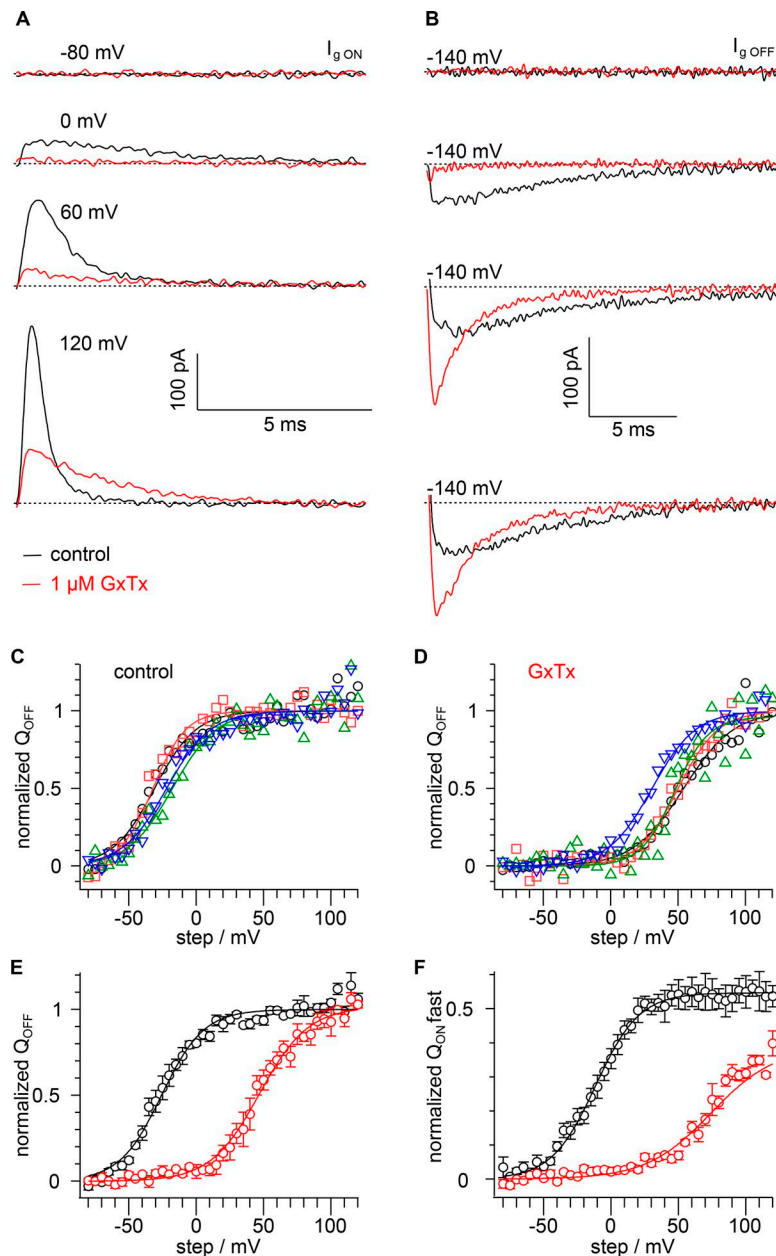 A
B
-80 mV
I g ON
-140 mV
I g OFF
0 mV
-140 mV
60 mV
-140 mV
120 mV
100 pA
5 ms
100 pA
5 ms
-140 mV
control
1 µM GxTx
C
control
D
GxTx
normalized QOFF
1
0.5
0
-50 0 50 100
step / mV
normalized QOFF
1
0.5
0
-50 0 50 100
step / mV
E
F
normalized QOFF
1
0.5
0
-50 0 50 100
step / mV
normalized QON fast
0.5
0
-50 0 50 100
step / mV